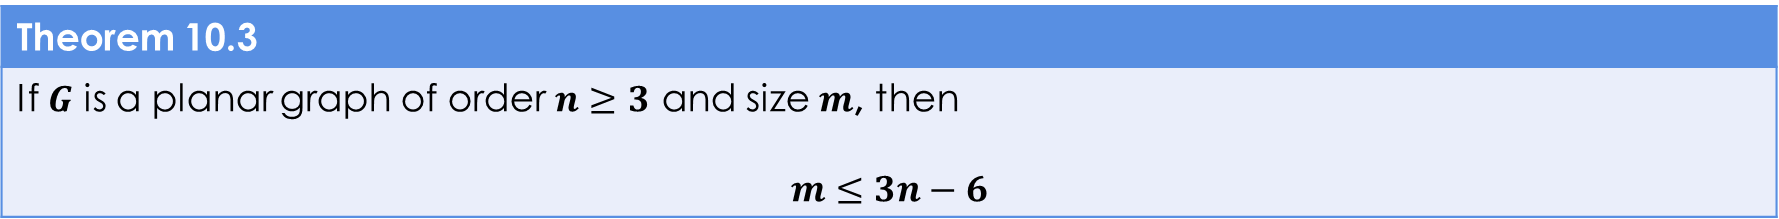 Theorem 10.3
If G is a planar graph of order n ≥ 3 and size m, then
m ≤ 3n − 6